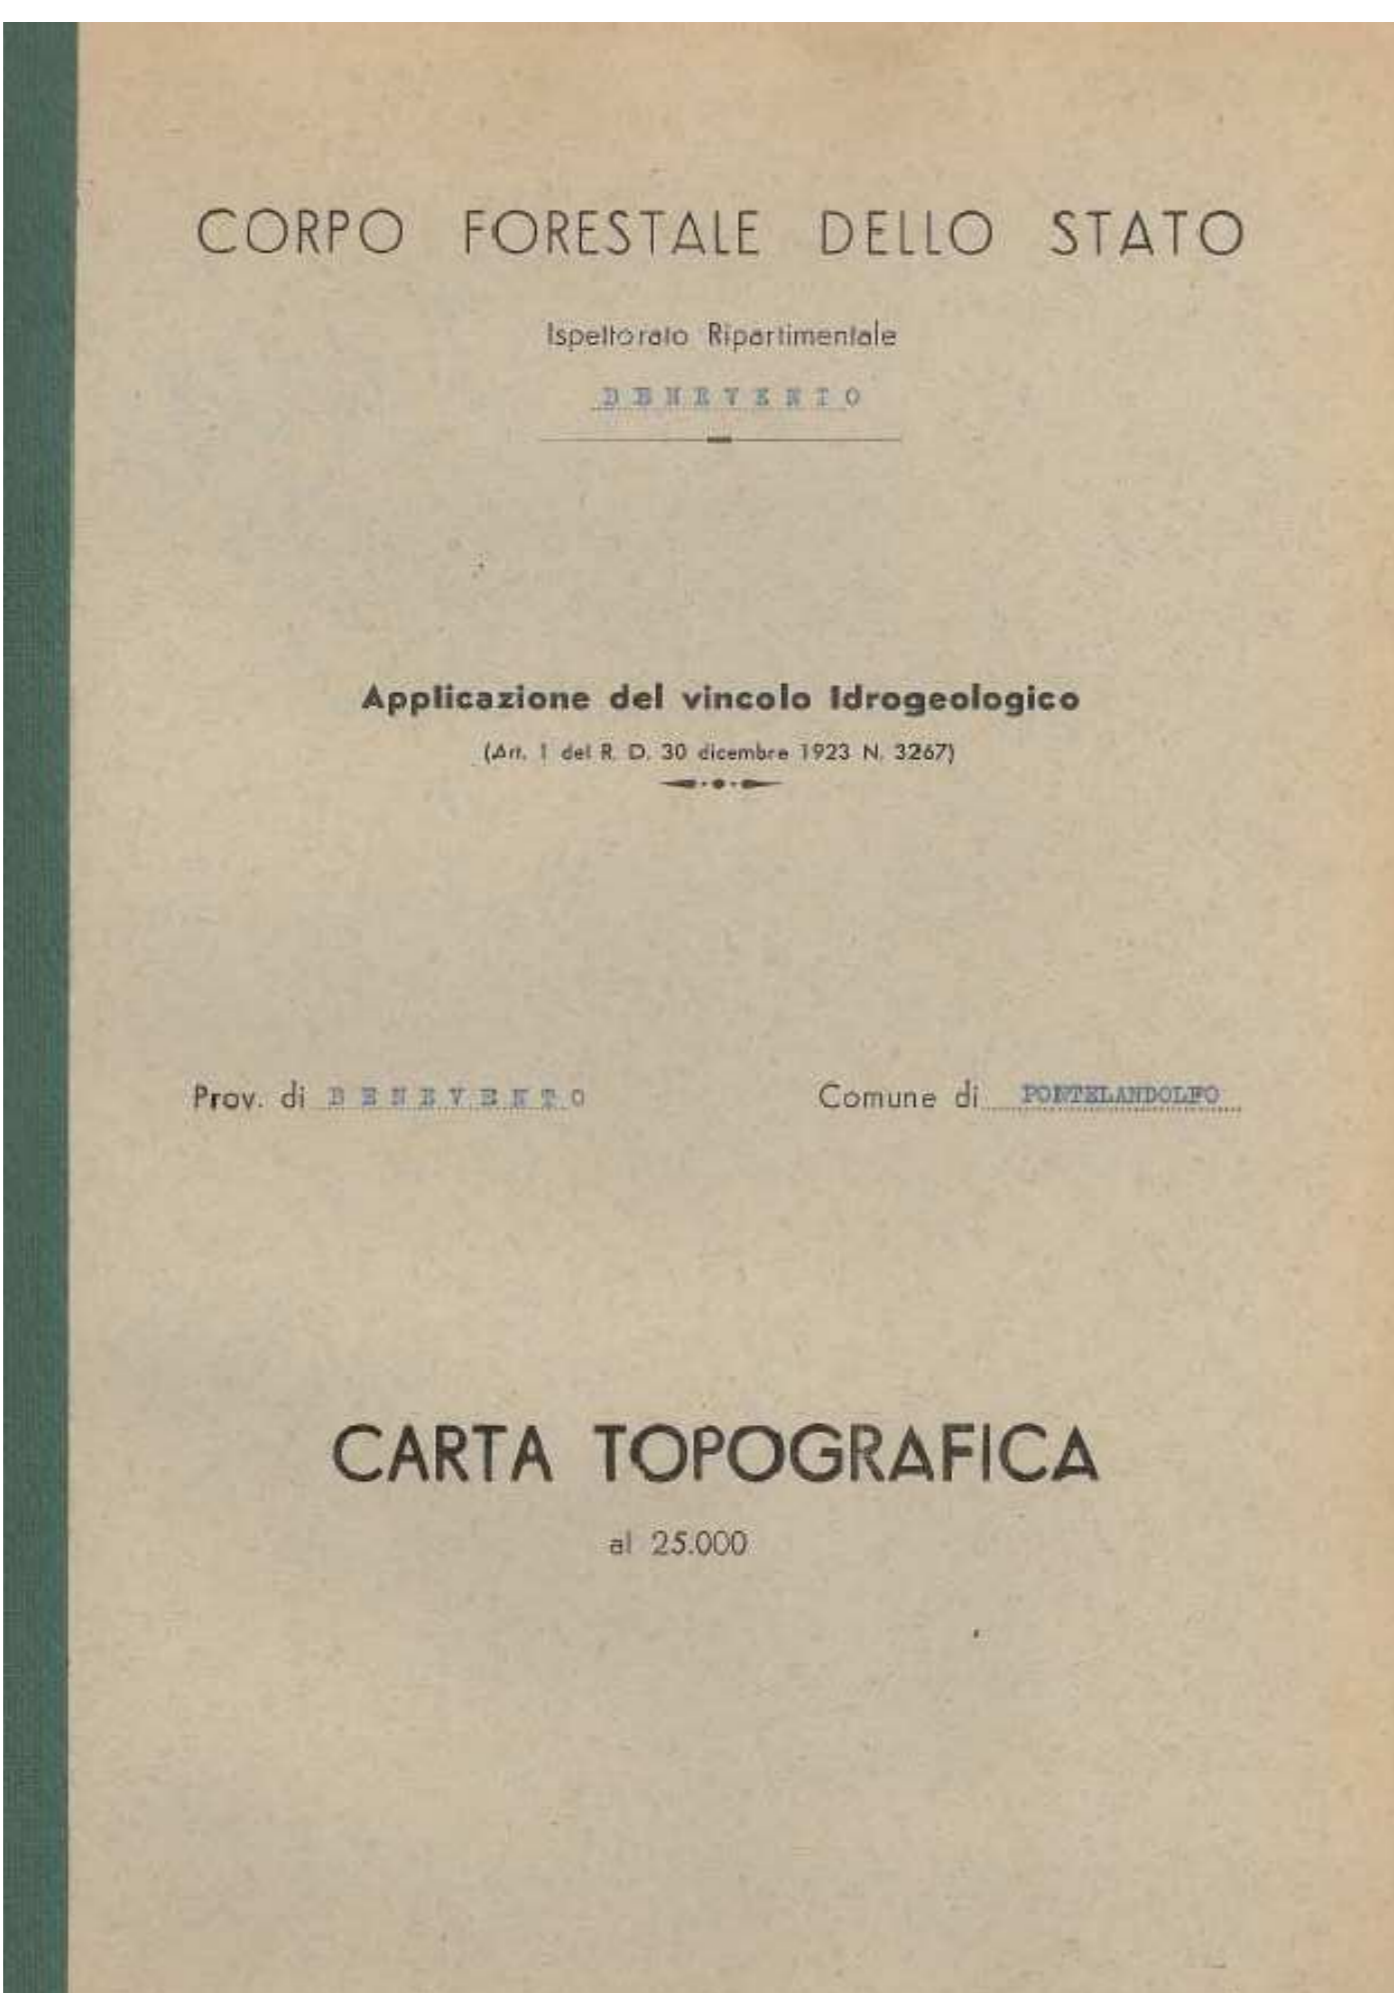 CORPO FORESTALE DELLO STATO
Ispettorato Ripartimentale
BENEVENTO
Applicazione del vincolo Idrogeologico
(Art. 1 del R. D. 30 dicembre 1923 N. 3267)
Prov. di BENEVENTO Comune di PONTELANDOLFO
CARTA TOPOGRAFICA
al 25.000